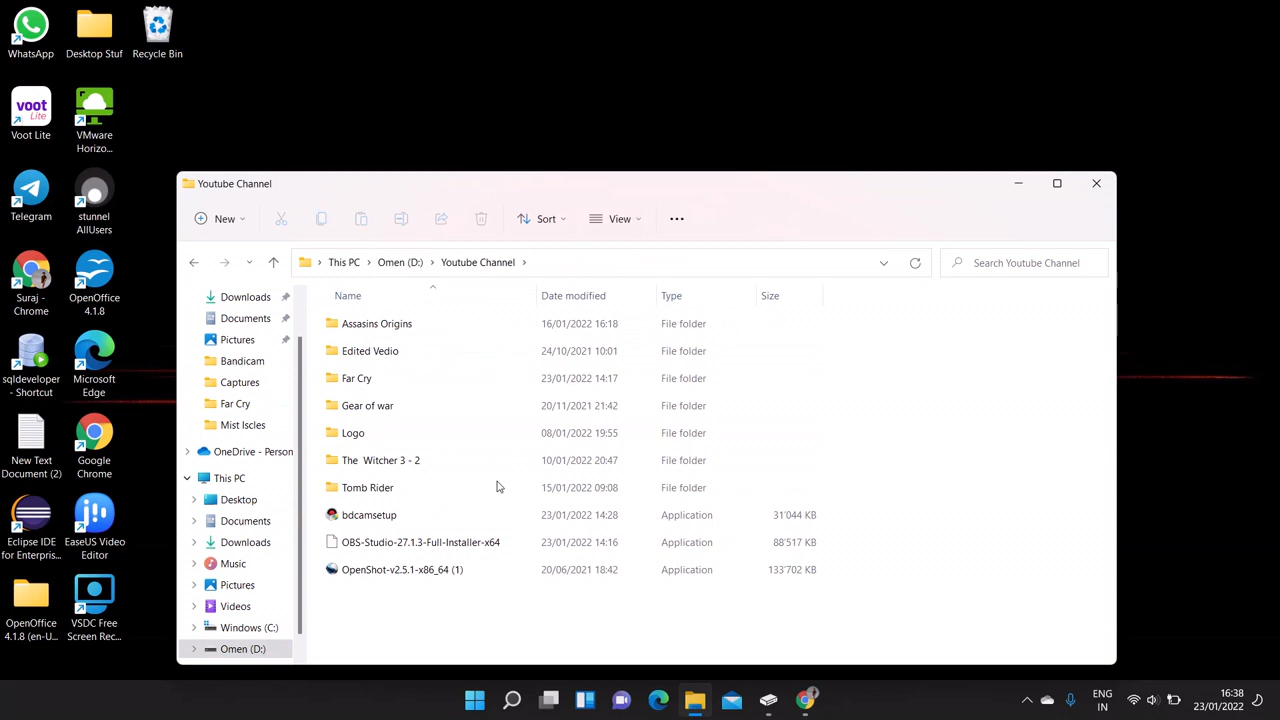 WhatsApp
Desktop Stuf
Recycle Bin
voot
Lite
Voot Lite
VMware
Horizo...
Telegram
stunnel
AllUsers
Suraj -
Chrome
OpenOffice
4.1.8
sqldeveloper
- Shortcut
Microsoft
Edge
New Text
Document (2)
Google
Chrome
Eclipse IDE
for Enterpris...
EaseUS Video
Editor
OpenOffice
4.1.8 (en-U...
VSDC Free
Screen Rec...
Youtube Channel
New
Sort
View
This PC
Omen (D:)
Youtube Channel
Search Youtube Channel
Downloads
Documents
Pictures
Bandicam
Captures
Far Cry
Mist Iscles
OneDrive - Person
This PC
Desktop
Documents
Downloads
Music
Pictures
Videos
Windows (C:)
Omen (D:)
Name Date modified Type Size
Assasins Origins 16/01/2022 16:18 File folder
Edited Vedio 24/10/2021 10:01 File folder
Far Cry 23/01/2022 14:17 File folder
Gear of war 20/11/2021 21:42 File folder
Logo 08/01/2022 19:55 File folder
The Witcher 3 - 2 10/01/2022 20:47 File folder
Tomb Rider 15/01/2022 09:08 File folder
bdcamsetup 23/01/2022 14:28 Application 31'044 KB
OBS-Studio-27.1.3-Full-Installer-x64 23/01/2022 14:16 Application 88'517 KB
OpenShot-v2.5.1-x86_64 (1) 20/06/2021 18:42 Application 133'702 KB
ENG
IN
16:38
23/01/2022